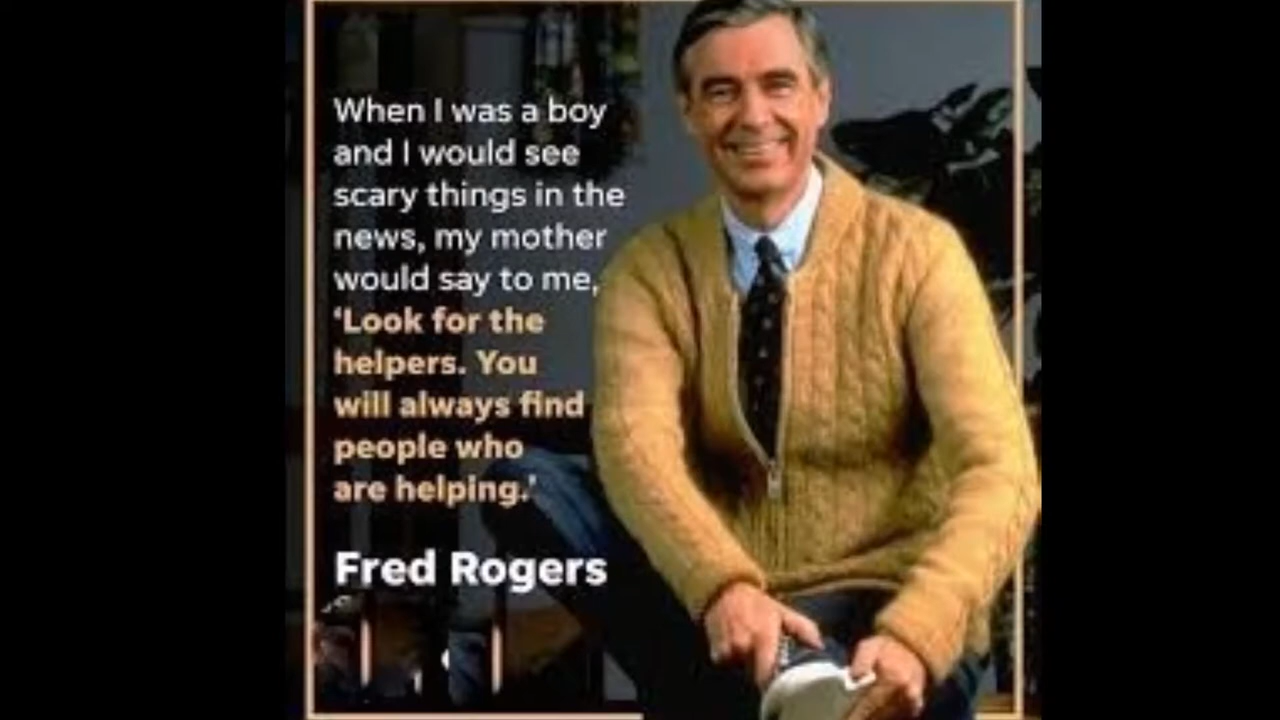 When I was a boy
and I would see
scary things in the
news, my mother
would say to me,
‘Look for the
helpers. You
will always find
people who
are helping.’
Fred Rogers